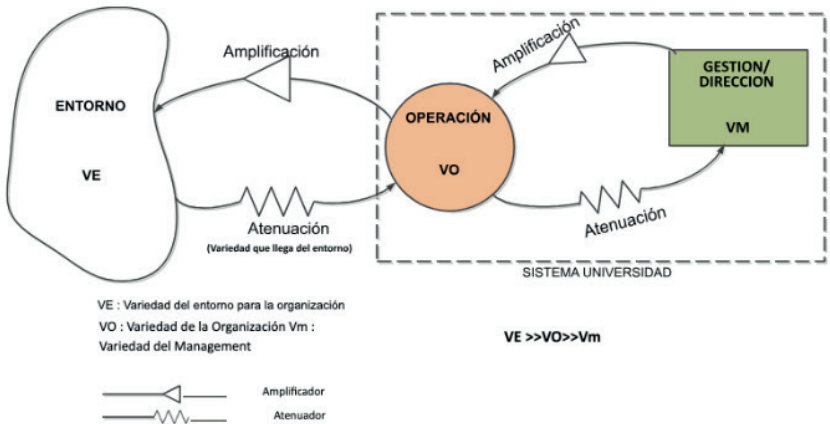 Amplificación
Amplificación
GESTION/
DIRECCION
VM
ENTORNO
VE
OPERACIÓN
VO
Atenuación
(Variedad que llega del entorno)
Atenuación
SISTEMA UNIVERSIDAD
VE : Variedad del entorno para la organización
VO : Variedad de la Organización Vm :
Variedad del Management
VE >>VO>>Vm
Amplificador
Atenuador